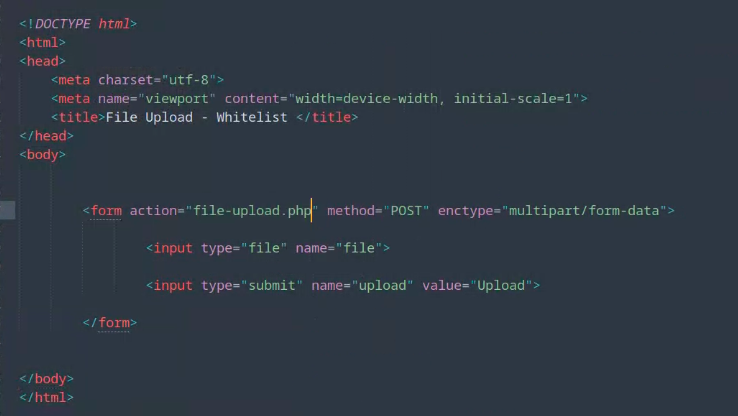 <!DOCTYPE html>
<html>
<head>
<meta charset="utf-8">
<meta name="viewport" content="width=device-width, initial-scale=1">
<title>File Upload - Whitelist </title>
</head>
<body>
<form action="file-upload.php" method="POST" enctype="multipart/form-data">
<input type="file" name="file">
<input type="submit" name="upload" value="Upload">
</form>
</body>
</html>